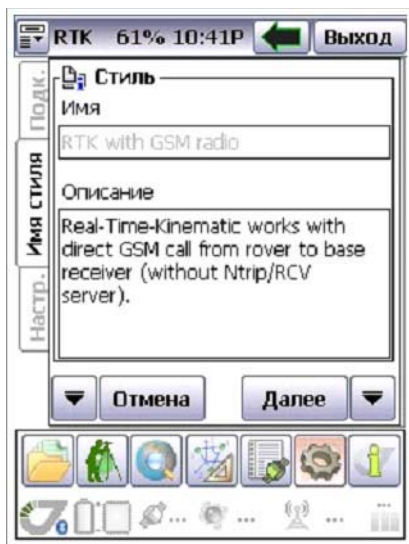 RTK 61% 10:41P Выход
Подк.
Имя стиля
Настр.
Стиль
Имя
RTK with GSM radio
Описание
Real-Time-Kinematic works with
direct GSM call from rover to base
receiver (without Ntrip/RCV
server).
Отмена Далее
... ... ...